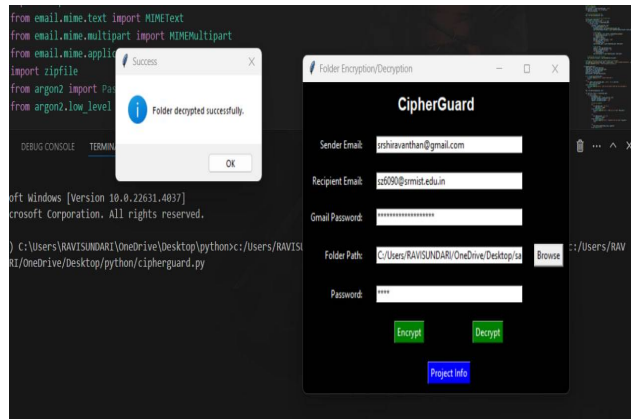 from email.mime.text import MIMEText
from email.mime.multipart import MIMEMultipart
from email.mime.applic
import zipfile
from argon2 import Pas
from argon2.low_level
Success
Folder decrypted successfully.
OK
DEBUG CONSOLE TERMIN
oft Windows [Version 10.0.22631.4037]
crosoft Corporation. All rights reserved.
) C:\Users\RAVISUNDARI\OneDrive\Desktop\python>c:/Users/RAVISU
c:/Users/RAV
RI/OneDrive/Desktop/python/cipherguard.py
Folder Encryption/Decryption
CipherGuard
Sender Email: srshiravanthan@gmail.com
Recipient Email: sz6090@srmist.edu.in
Gmail Password: *******************
Folder Path: C:/Users/RAVISUNDARI/OneDrive/Desktop/sa Browse
Password: ****
Encrypt Decrypt
Project Info